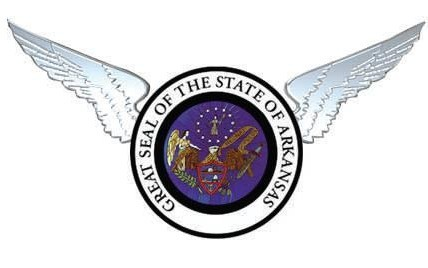 GREAT SEAL OF THE STATE OF ARKANSAS